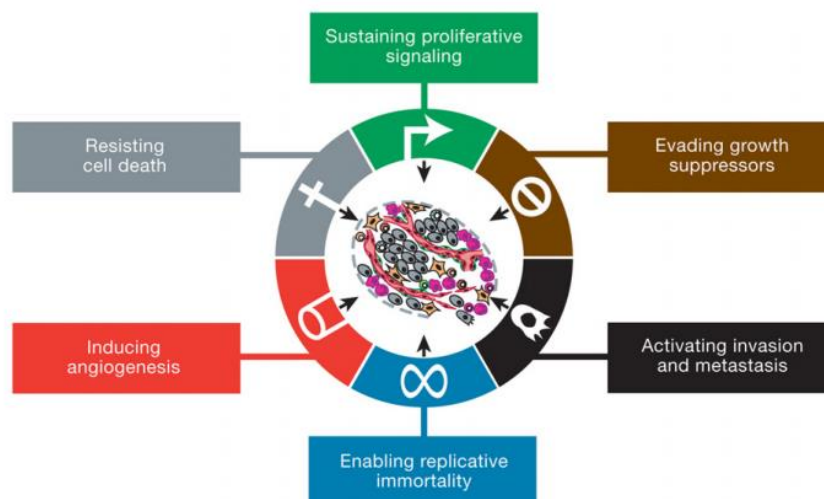 Sustaining proliferative
signaling
Resisting
cell death
Evading growth
suppressors
Inducing
angiogenesis
Activating invasion
and metastasis
Enabling replicative
immortality